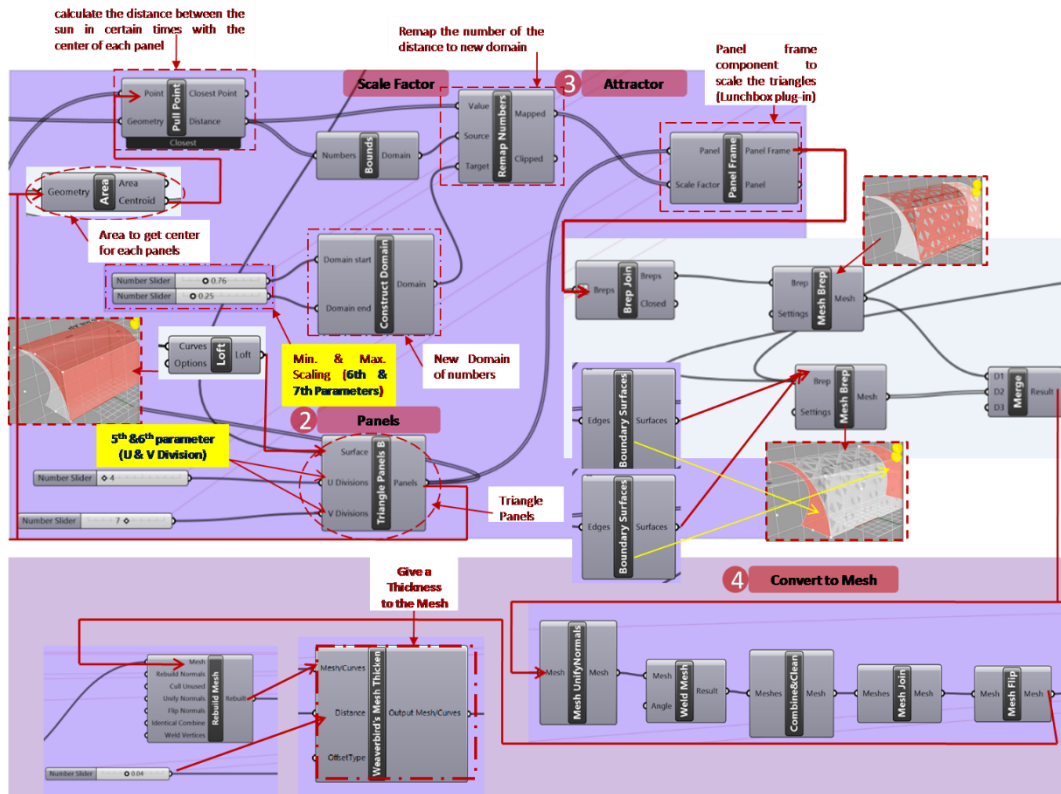 calculate the distance between the
sun in certain times with the
center of each panel
Remap the number of the
distance to new domain
Panel frame
component to
scale the triangles
(Lunchbox plug-in)
Scale Factor
3 Attractor
Point
Geometry
Pull Point
Closest Point
Distance
Closest
Value
Source
Target
Remap Numbers
Mapped
Clipped
Numbers
Bounds
Domain
Panel
Scale Factor
Panel Frame
Panel Frame
Panel
Geometry
Area
Area
Centroid
Area to get center
for each panels
Number Slider 0.76
Number Slider 0.25
Domain start
Domain end
Construct Domain
Domain
Min. & Max.
Scaling (6th &
7th Parameters)
New Domain
of numbers
Breps
Brep Join
Breps
Closed
Brep
Settings
Mesh Brep
Mesh
Brep
Settings
Mesh Brep
Mesh
D1
D2
D3
Merge
Result
Curves
Options
Loft
Loft
2 Panels
5th &6th parameter
(U & V Division)
Number Slider 4
Number Slider 7
Surface
U Divisions
V Divisions
Triangle Panels B
Panels
Triangle
Panels
Edges
Boundary Surfaces
Surfaces
Edges
Boundary Surfaces
Surfaces
4 Convert to Mesh
Give a
Thickness
to the Mesh
Mesh
Rebuild Normals
Cull Unused
Unify Normals
Flip Normals
Identical Combine
Weld Vertices
Rebuild Mesh
Rebuilt
Number Slider 0.04
Mesh/Curves
Distance
OffsetType
Weaverbird's Mesh Thicken
Output Mesh/Curves
Mesh
Mesh UnifyNormals
Mesh
Mesh
Angle
Weld Mesh
Result
Meshes
Combine&Clean
Mesh
Meshes
Mesh Join
Mesh
Mesh
Mesh Flip
Mesh